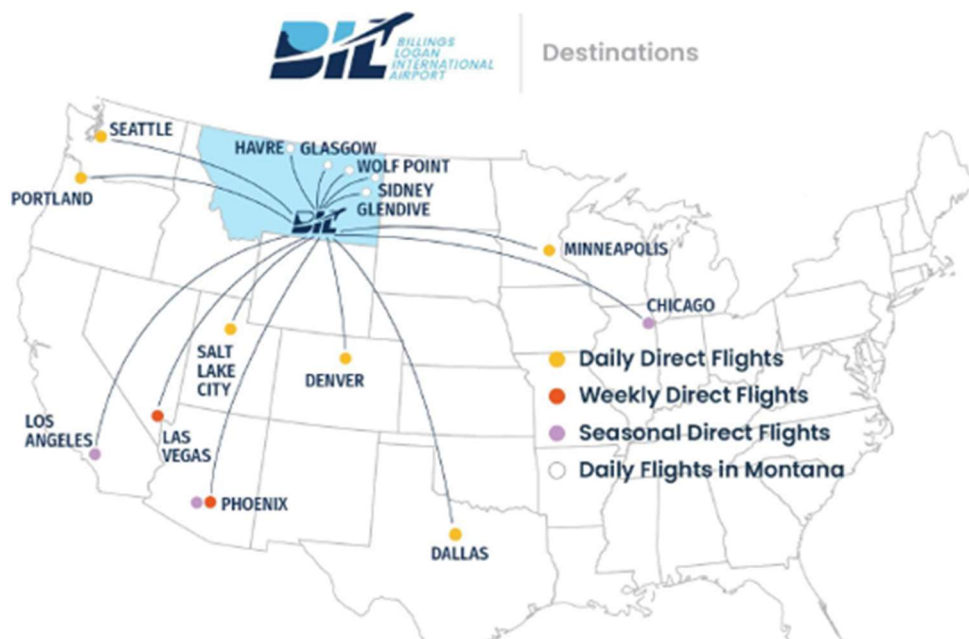 BIL
BILLINGS
LOGAN
INTERNATIONAL
AIRPORT
Destinations
SEATTLE
HAVRE
GLASGOW
WOLF POINT
PORTLAND
SIDNEY
GLENDIVE
BIL
MINNEAPOLIS
CHICAGO
SALT
LAKE
CITY
DENVER
Daily Direct Flights
Weekly Direct Flights
LOS
ANGELES
LAS
VEGAS
Seasonal Direct Flights
Daily Flights in Montana
PHOENIX
DALLAS